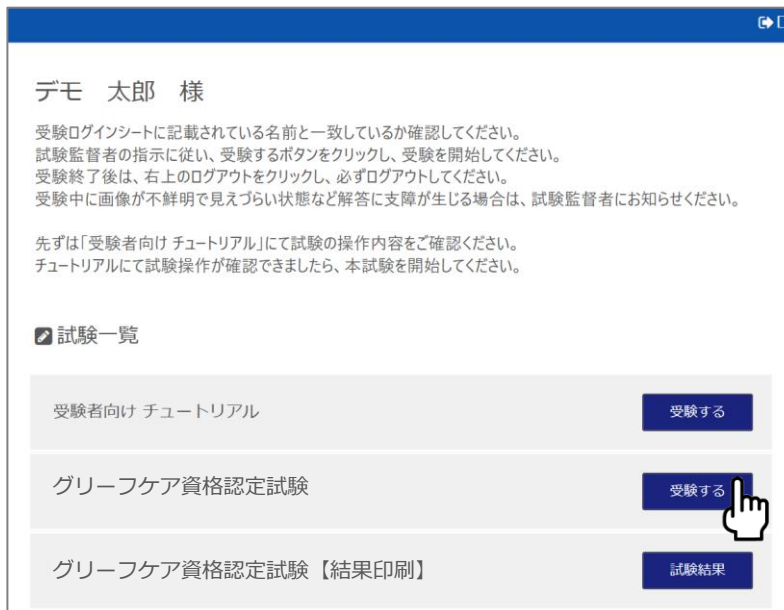 デモ　太郎　様
受験ログインシートに記載されている名前と一致しているか確認してください。
試験監督者の指示に従い、受験するボタンをクリックし、受験を開始してください。
受験終了後は、右上のログアウトをクリックし、必ずログアウトしてください。
受験中に画像が不鮮明で見えづらい状態など解答に支障が生じる場合は、試験監督者にお知らせください。
先ずは「受験者向け チュートリアル」にて試験の操作内容をご確認ください。
チュートリアルにて試験操作が確認できましたら、本試験を開始してください。
試験一覧
受験者向け チュートリアル 受験する
グリーフケア資格認定試験 受験する
グリーフケア資格認定試験【結果印刷】 試験結果